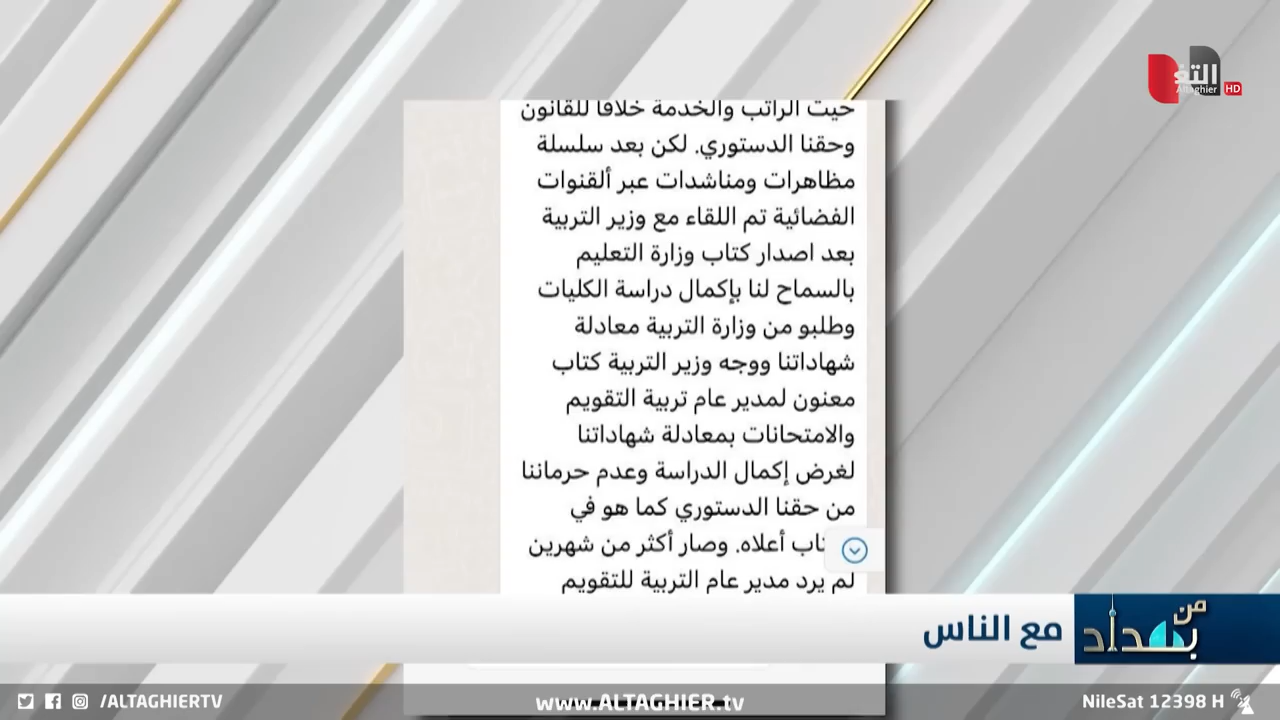 التغ
Altaghier HD
حيث الراتب والخدمة خلافا للقانون
وحقنا الدستوري. لكن بعد سلسلة
مظاهرات ومناشدات عبر ألقنوات
الفضائية تم اللقاء مع وزير التربية
بعد اصدار كتاب وزارة التعليم
بالسماح لنا بإكمال دراسة الكليات
وطلبو من وزارة التربية معادلة
شهاداتنا ووجه وزير التربية كتاب
معنون لمدير عام تربية التقويم
والامتحانات بمعادلة شهاداتنا
لغرض إكمال الدراسة وعدم حرماننا
من حقنا الدستوري كما هو في
تاب أعلاه. وصار أكثر من شهرين
لم يرد مدير عام التربية للتقويم
من بغداد
مع الناس
/ALTAGHIERTV
www.ALTAGHIER.tv
NileSat 12398 H